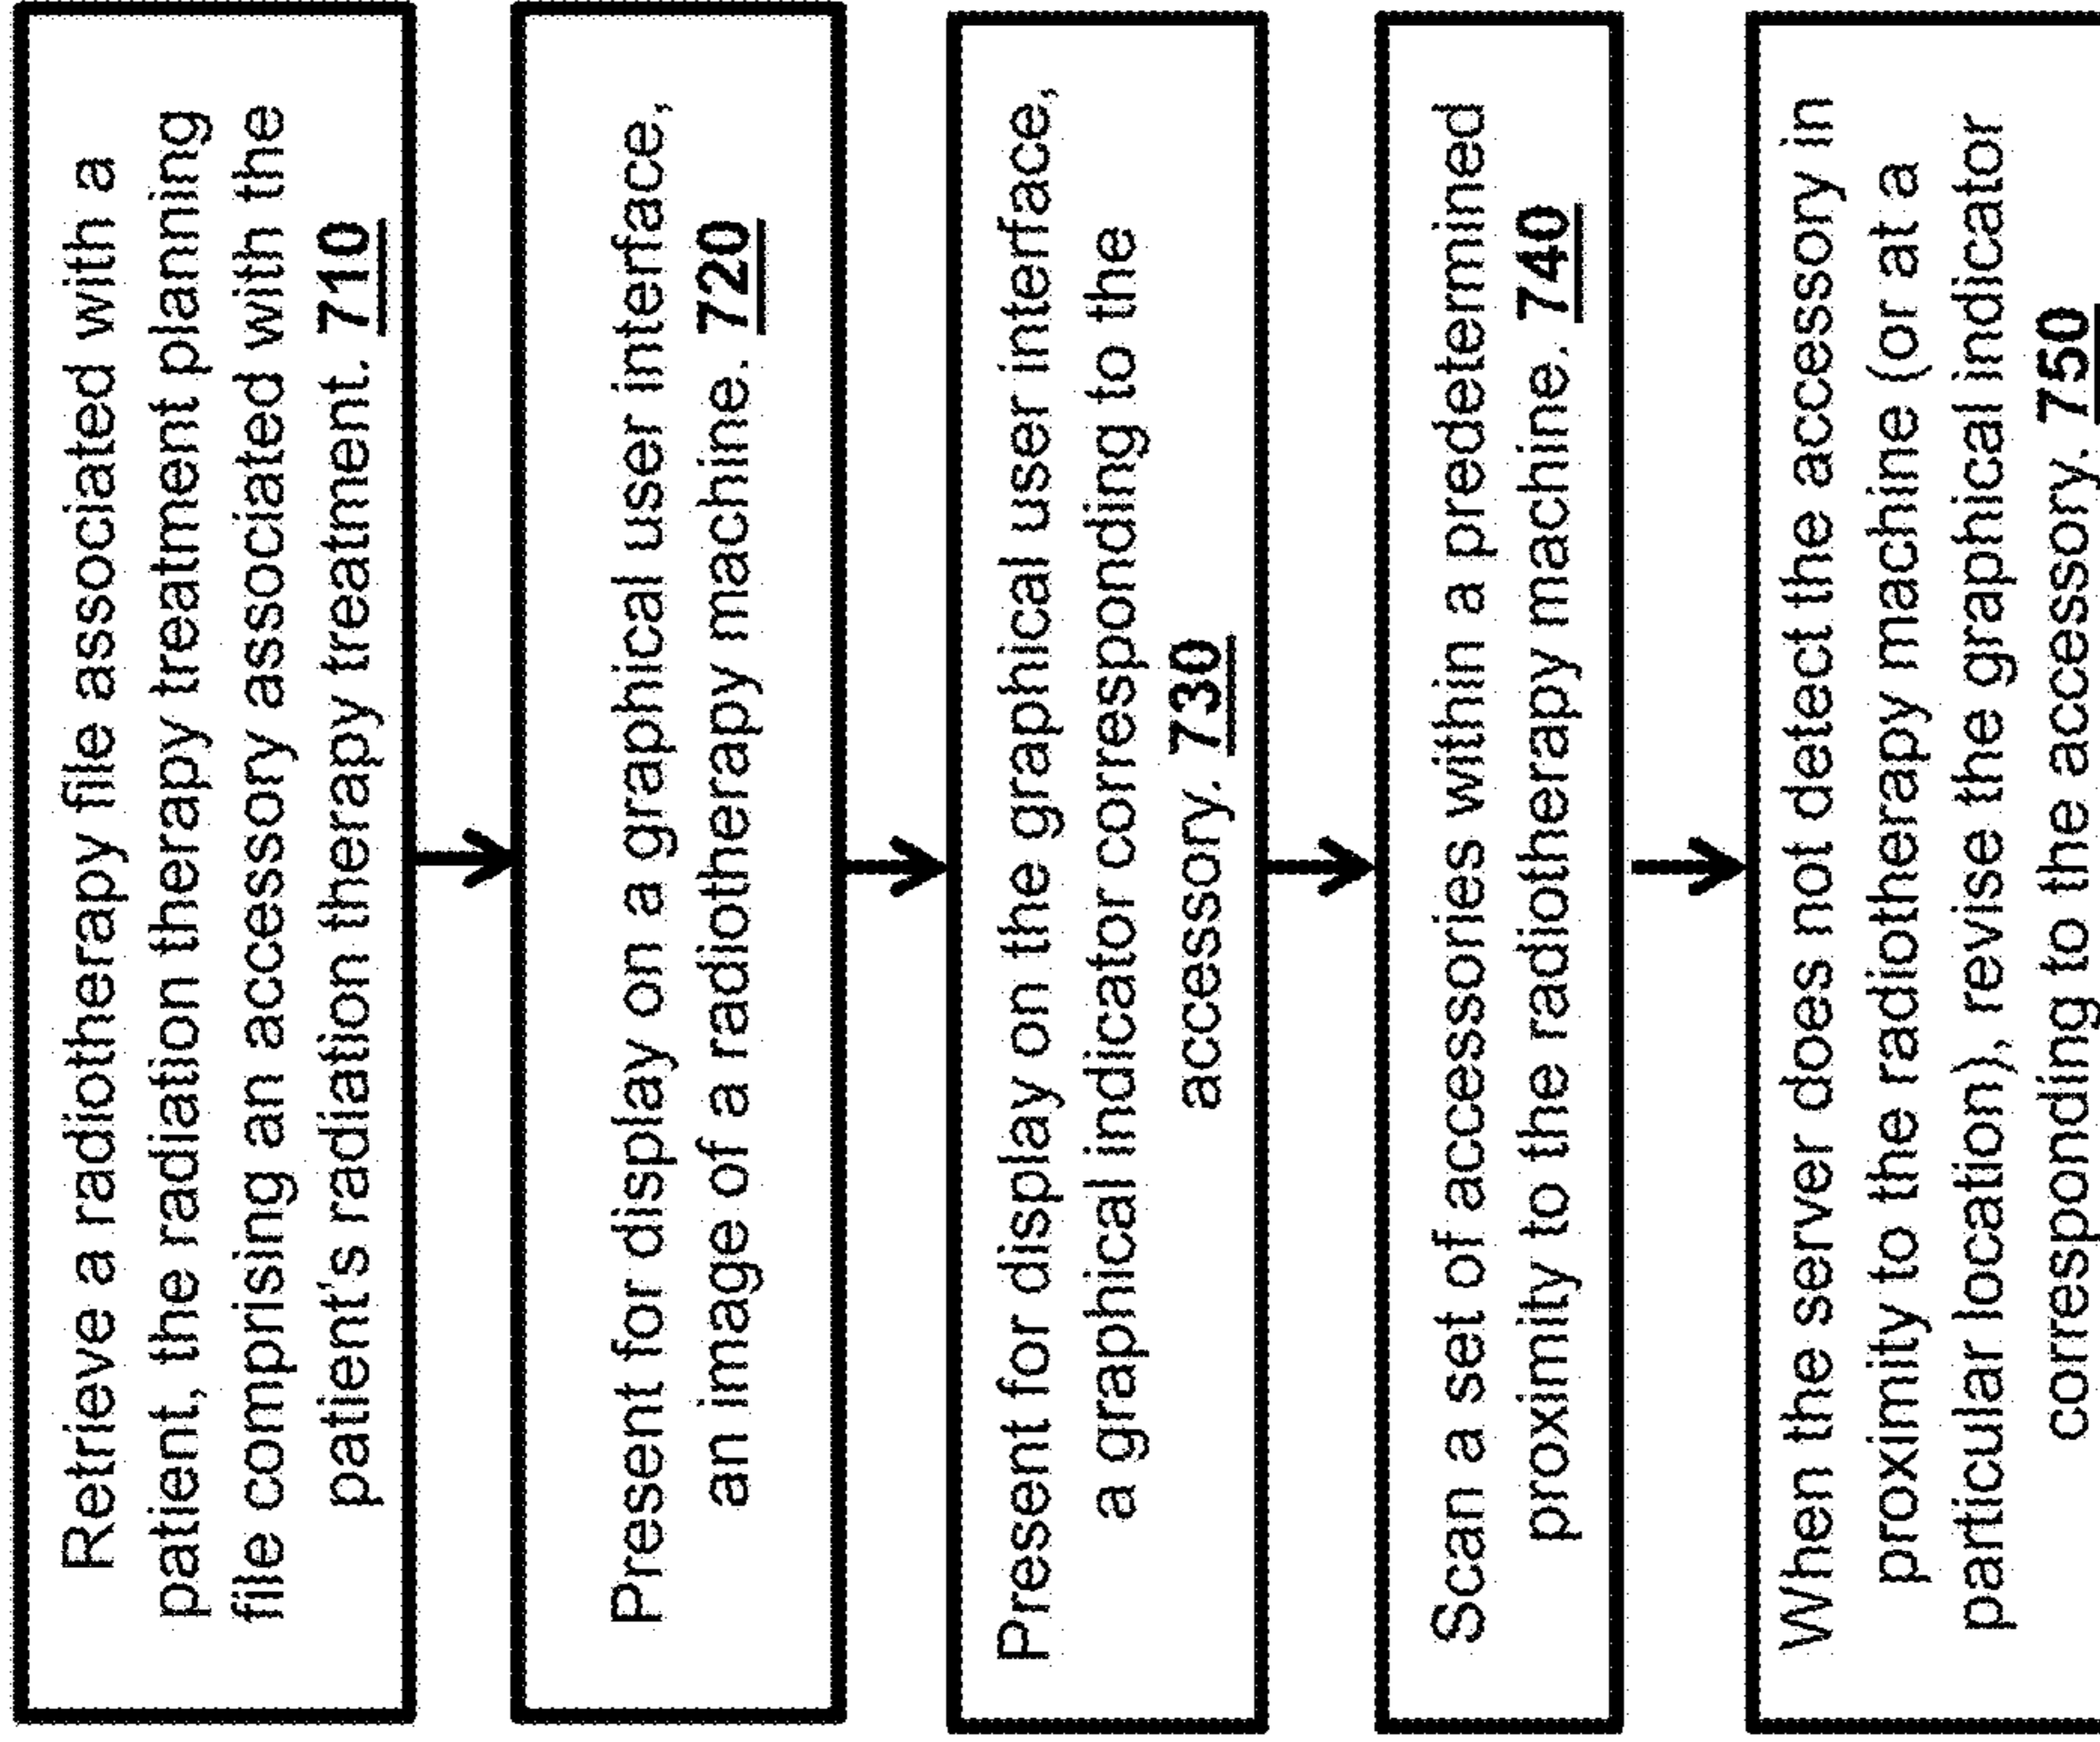 Retrieve a radiotherapy file associated with a
patient, the radiation therapy treatment planning
file comprising an accessory associated with the
patient's radiation therapy treatment. 710
Present for display on a graphical user interface,
an image of a radiotherapy machine. 720
Present for display on the graphical user interface,
a graphical indicator corresponding to the
accessory. 730
Scan a set of accessories within a predetermined
proximity to the radiotherapy machine. 740
When the server does not detect the accessory in
proximity to the radiotherapy machine (or at a
particular location), revise the graphical indicator
corresponding to the accessory. 750